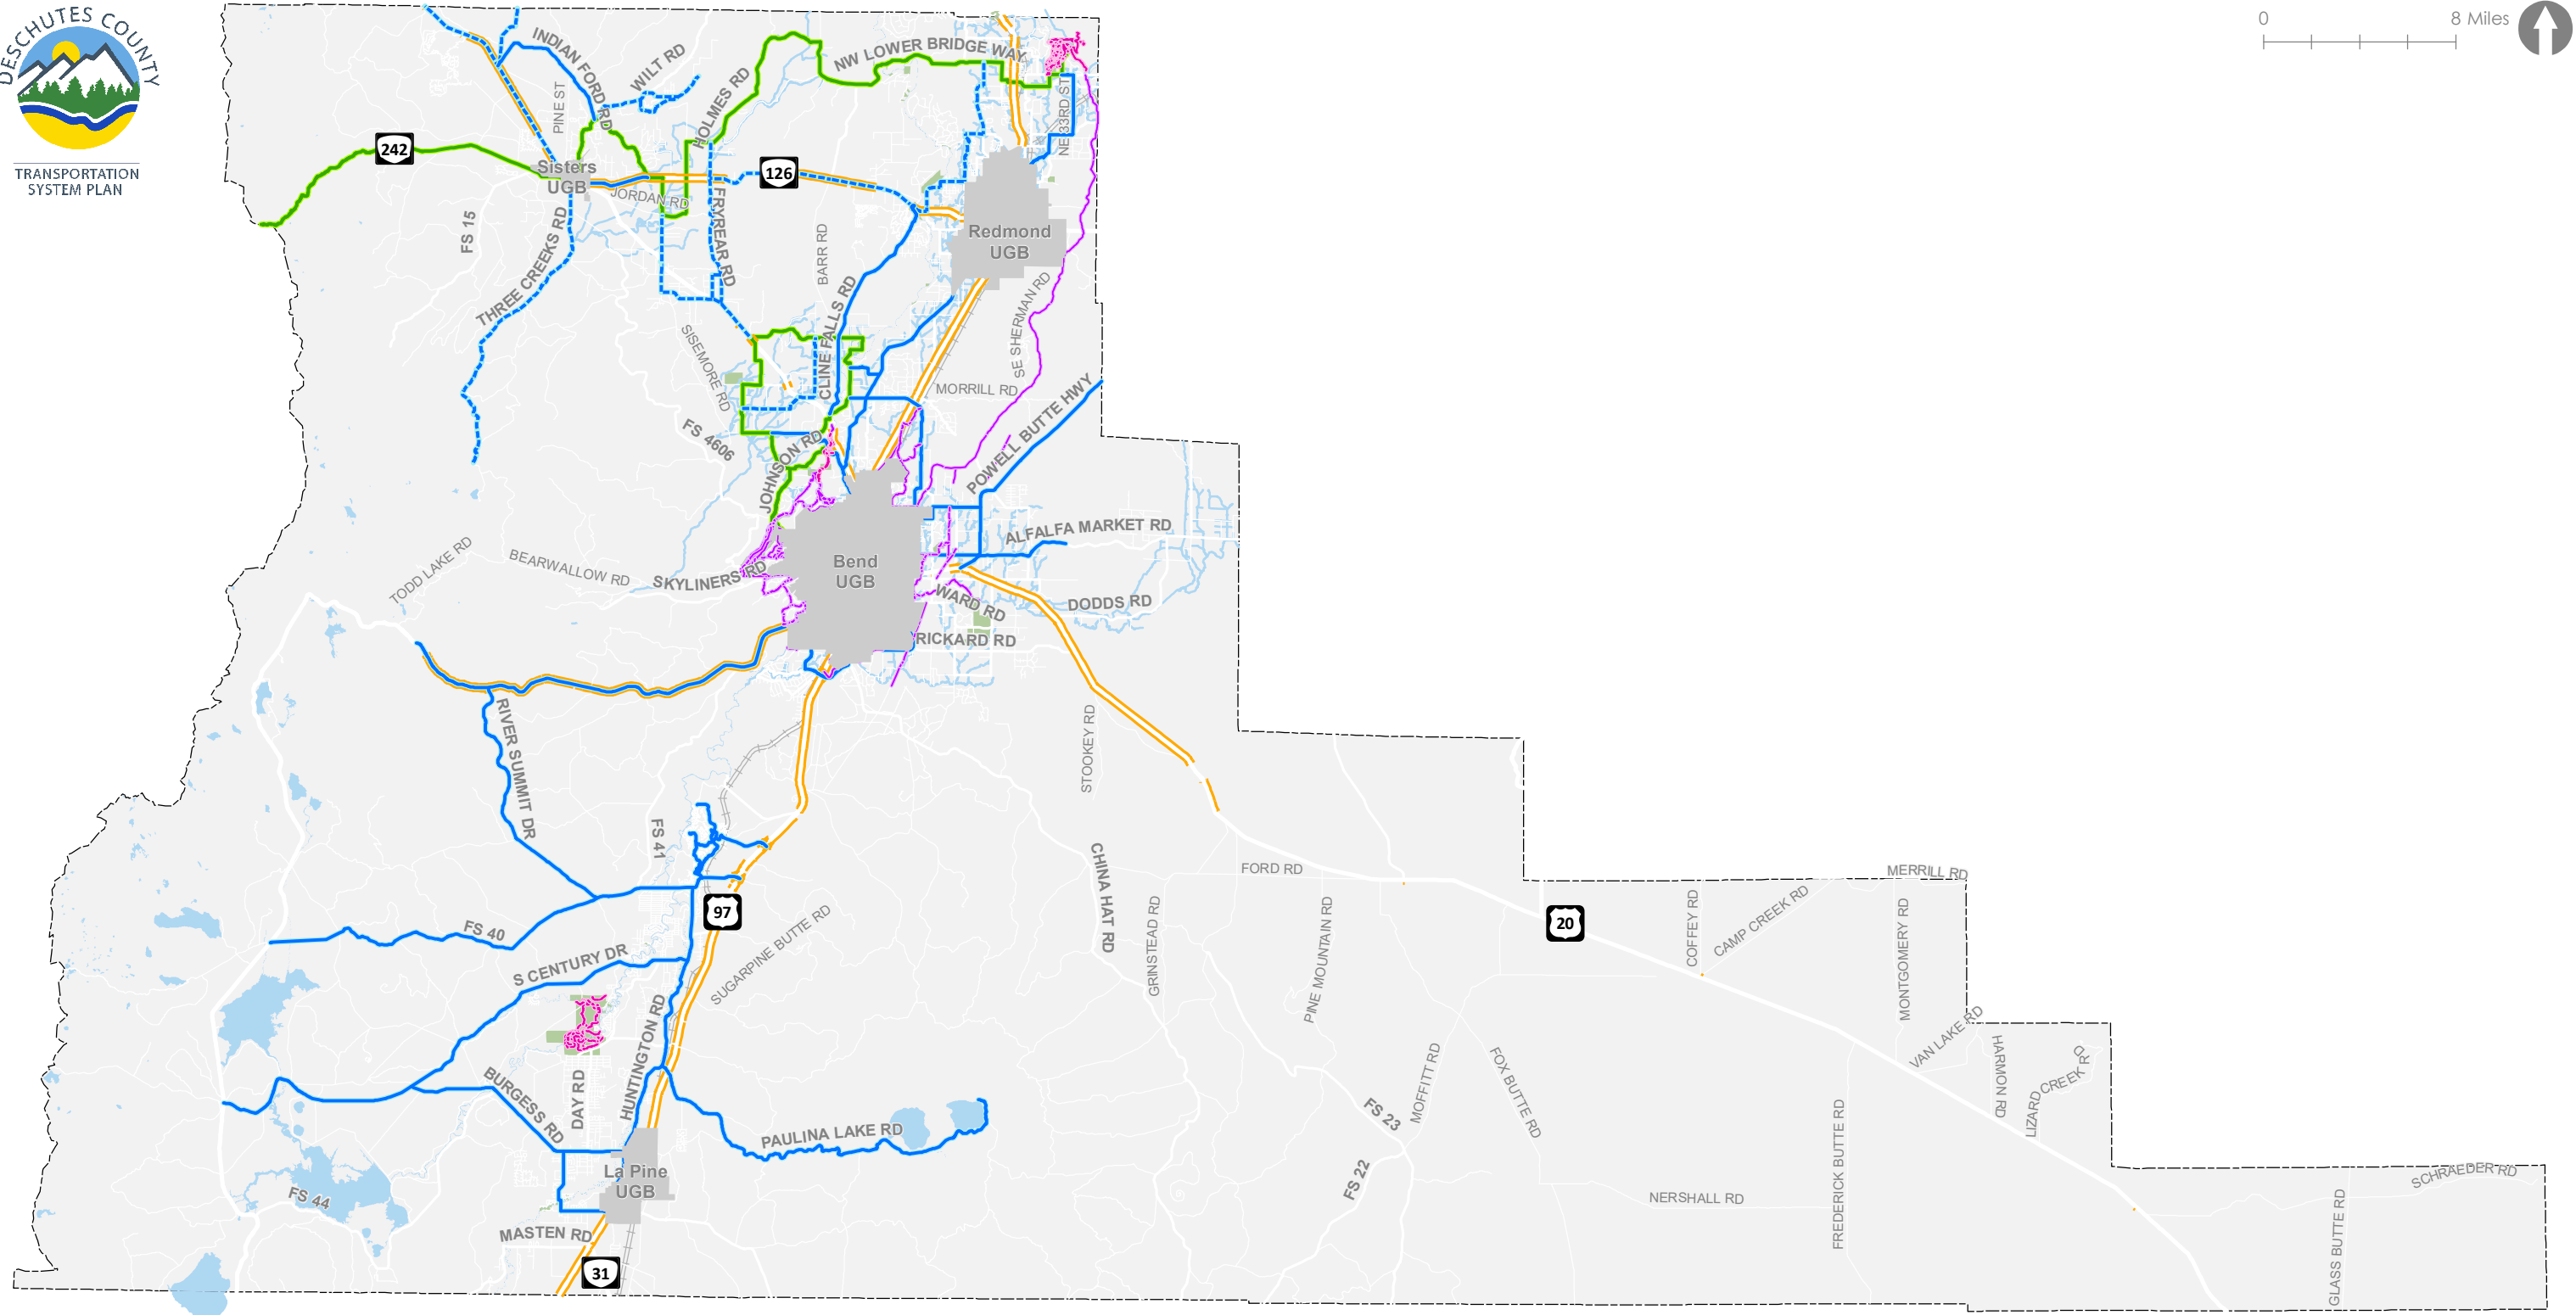 DESCHUTES COUNTY
TRANSPORTATION
SYSTEM PLAN
0 8 Miles
INDIAN FORD RD
WILT RD
PINE ST
HOLMES RD
NW LOWER BRIDGE WAY
NE 33RD ST
242
126
Sisters
UGB
JORDAN RD
FS 15
THREE CREEKS RD
FRYREAR RD
BARR RD
Redmond
UGB
CLINE FALLS RD
SE SHERMAN RD
SISEMORE RD
MORRILL RD
POWELL BUTTE HWY
FS 4606
JOHNSON RD
ALFALFA MARKET RD
TODD LAKE RD
BEARWALLOW RD
SKYLINERS RD
Bend
UGB
WARD RD
DODDS RD
RICKARD RD
RIVER SUMMIT DR
STOOKEY RD
FS 41
CHINA HAT RD
FORD RD
MERRILL RD
97
20
FS 40
SUGARPINE BUTTE RD
GRINSTEAD RD
PINE MOUNTAIN RD
COFFEY RD
CAMP CREEK RD
MONTGOMERY RD
S CENTURY DR
HUNTINGTON RD
VAN LAKE RD
HARMON RD
LIZARD CREEK RD
MOFFITT RD
FOX BUTTE RD
BURGESS RD
DAY RD
FS 23
FREDERICK BUTTE RD
PAULINA LAKE RD
La Pine
UGB
FS 22
FS 44
NERSHALL RD
SCHRAEDER RD
GLASS BUTTE RD
MASTEN RD
31